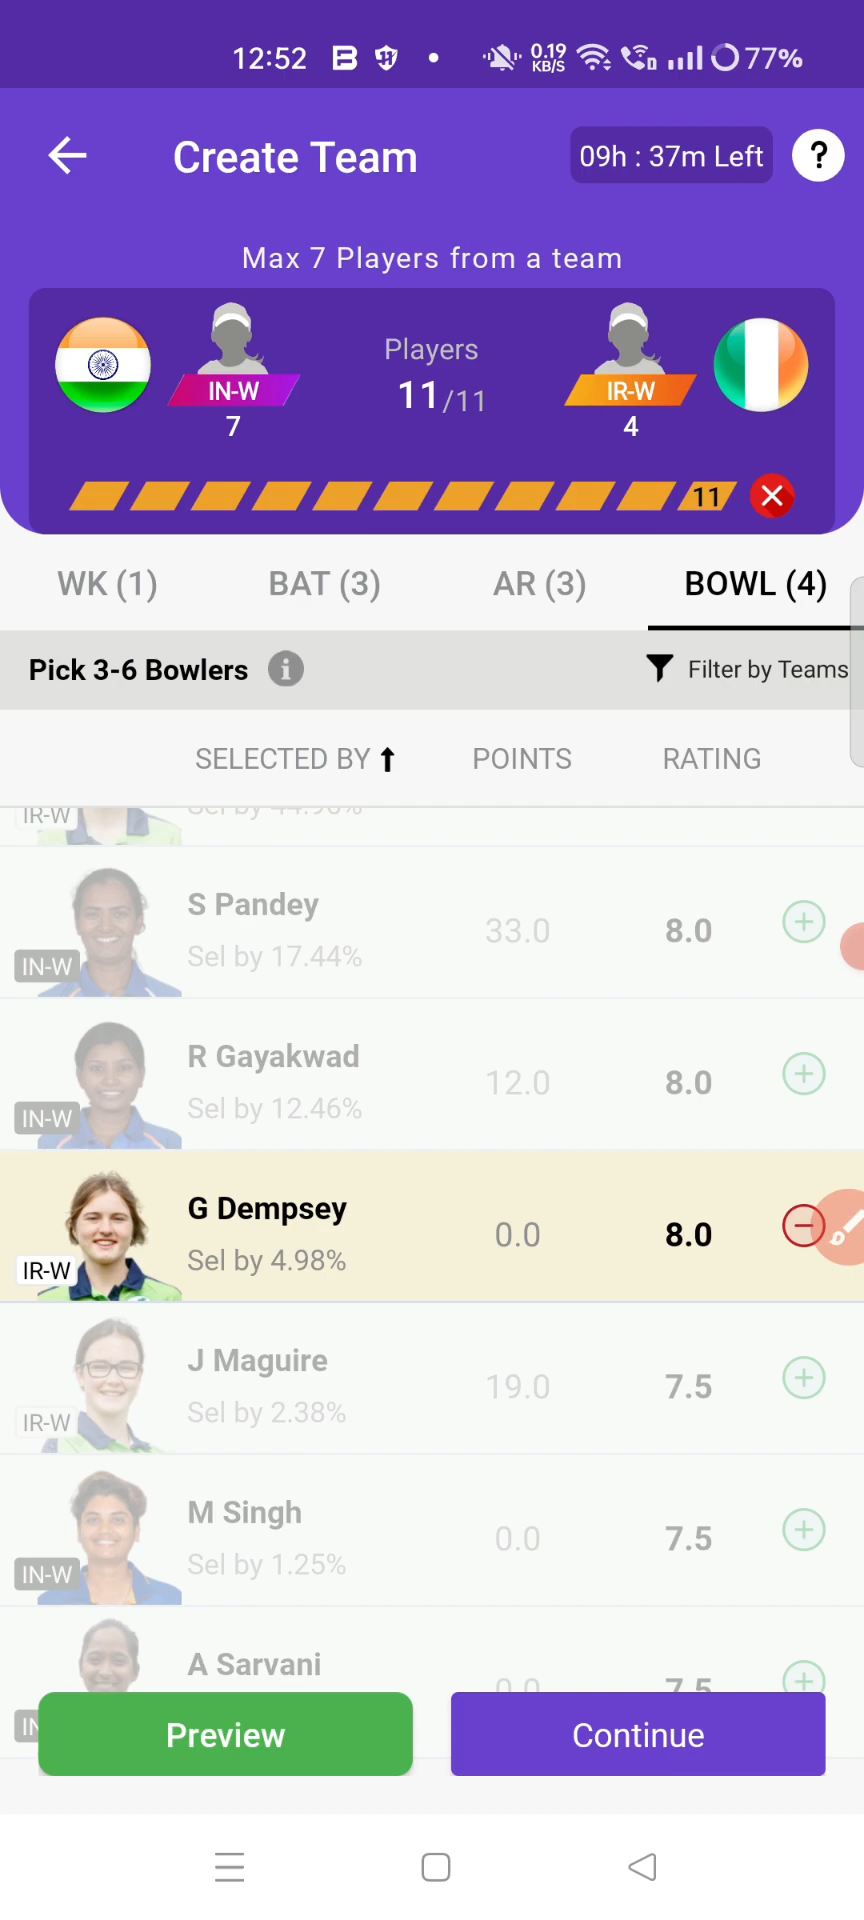 12:52 0.19 KB/S 77%
Create Team 09h : 37m Left ?
Max 7 Players from a team
IN-W Players IR-W
7 11/11 4
11
WK (1) BAT (3) AR (3) BOWL (4)
Pick 3-6 Bowlers Filter by Teams
SELECTED BY POINTS RATING
IR-W
S Pandey
IN-W Sel by 17.44% 33.0 8.0
R Gayakwad
IN-W Sel by 12.46% 12.0 8.0
G Dempsey
IR-W Sel by 4.98% 0.0 8.0
J Maguire
IR-W Sel by 2.38% 19.0 7.5
M Singh
IN-W Sel by 1.25% 0.0 7.5
A Sarvani
0.0 7.5
Preview Continue